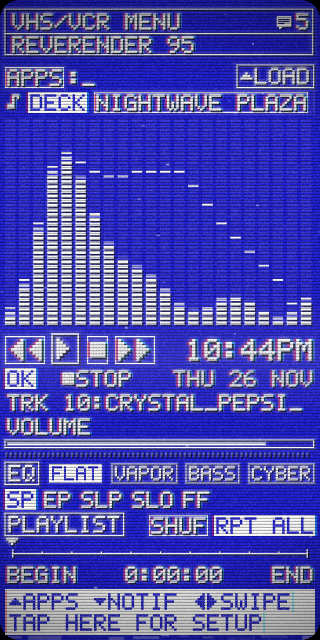 VHS/VCR MENU 5
REVERENDER 95
APPS:_ LOAD
DECK NIGHTWAVE PLAZA
10:44PM
OK STOP THU 26 NOV
TRK 10:CRYSTAL_PEPSI_
VOLUME
EQ FLAT VAPOR BASS CYBER
SP EP SLP SLO FF
PLAYLIST SHUF RPT ALL
BEGIN 0:00:00 END
APPS NOTIF SWIPE
TAP HERE FOR SETUP